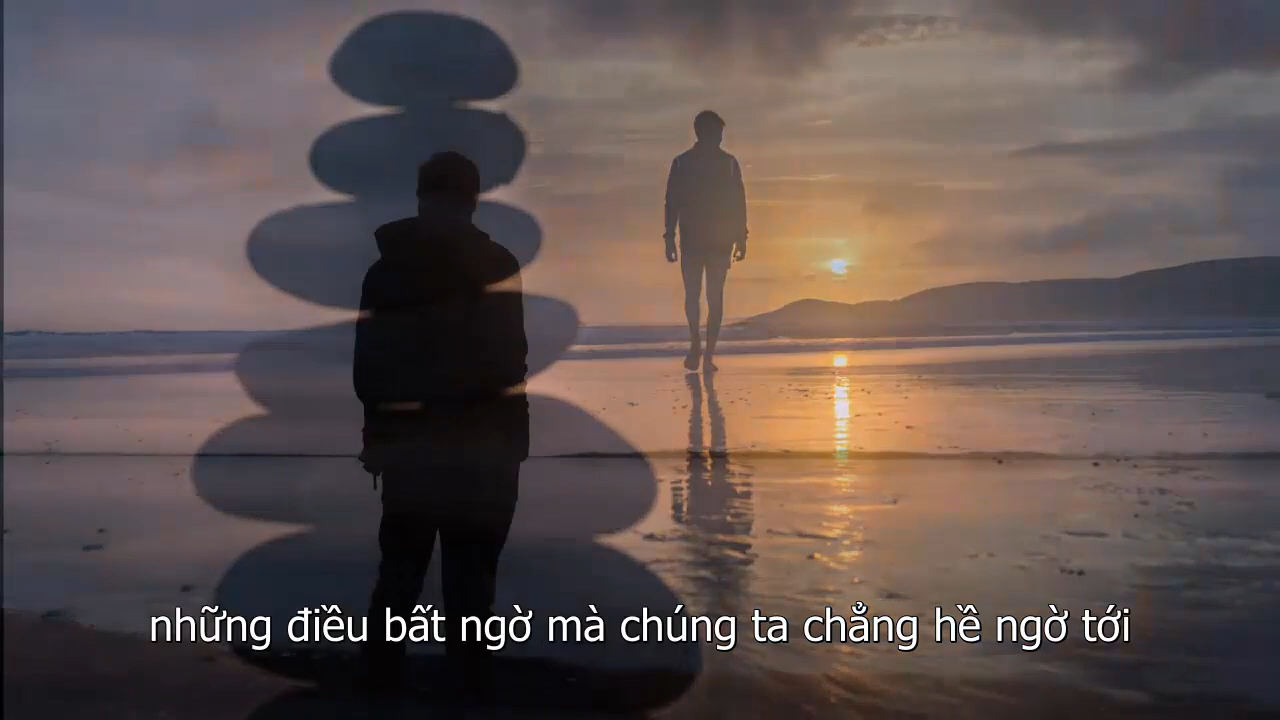 những điều bất ngờ mà chúng ta chẳng hề ngờ tới